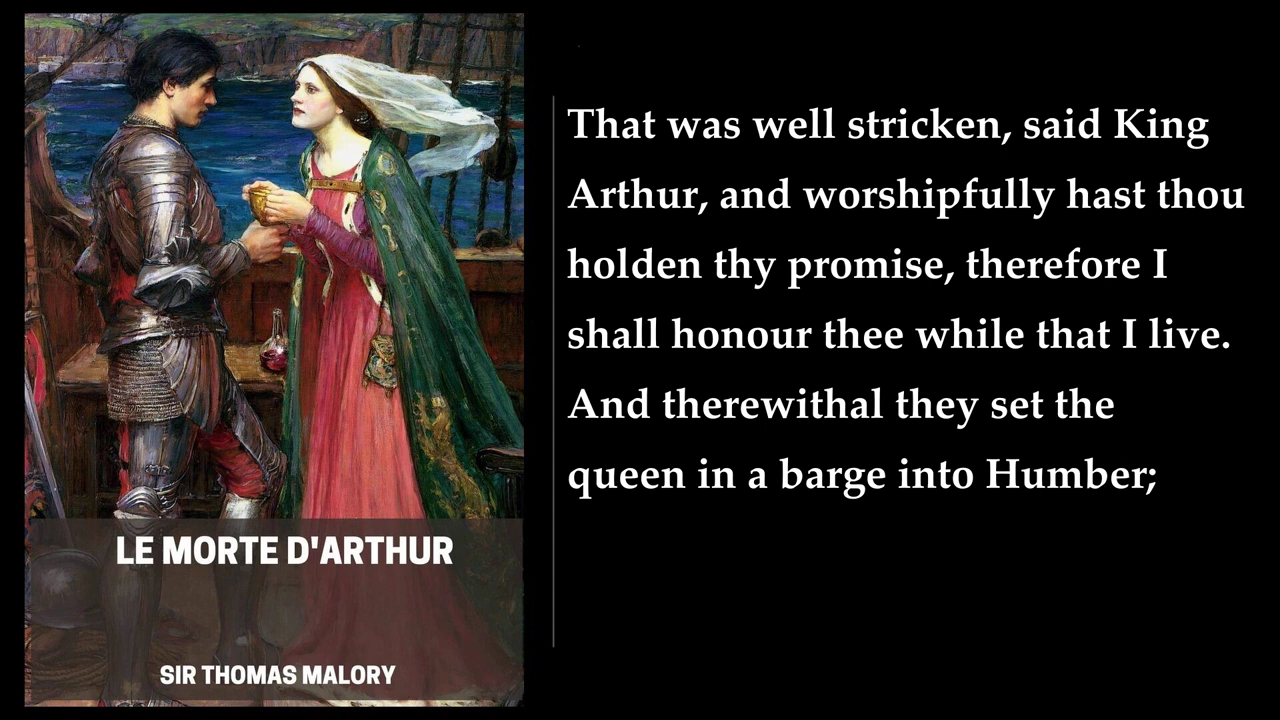 LE MORTE D'ARTHUR
SIR THOMAS MALORY
That was well stricken, said King
Arthur, and worshipfully hast thou
holden thy promise, therefore I
shall honour thee while that I live.
And therewithal they set the
queen in a barge into Humber;